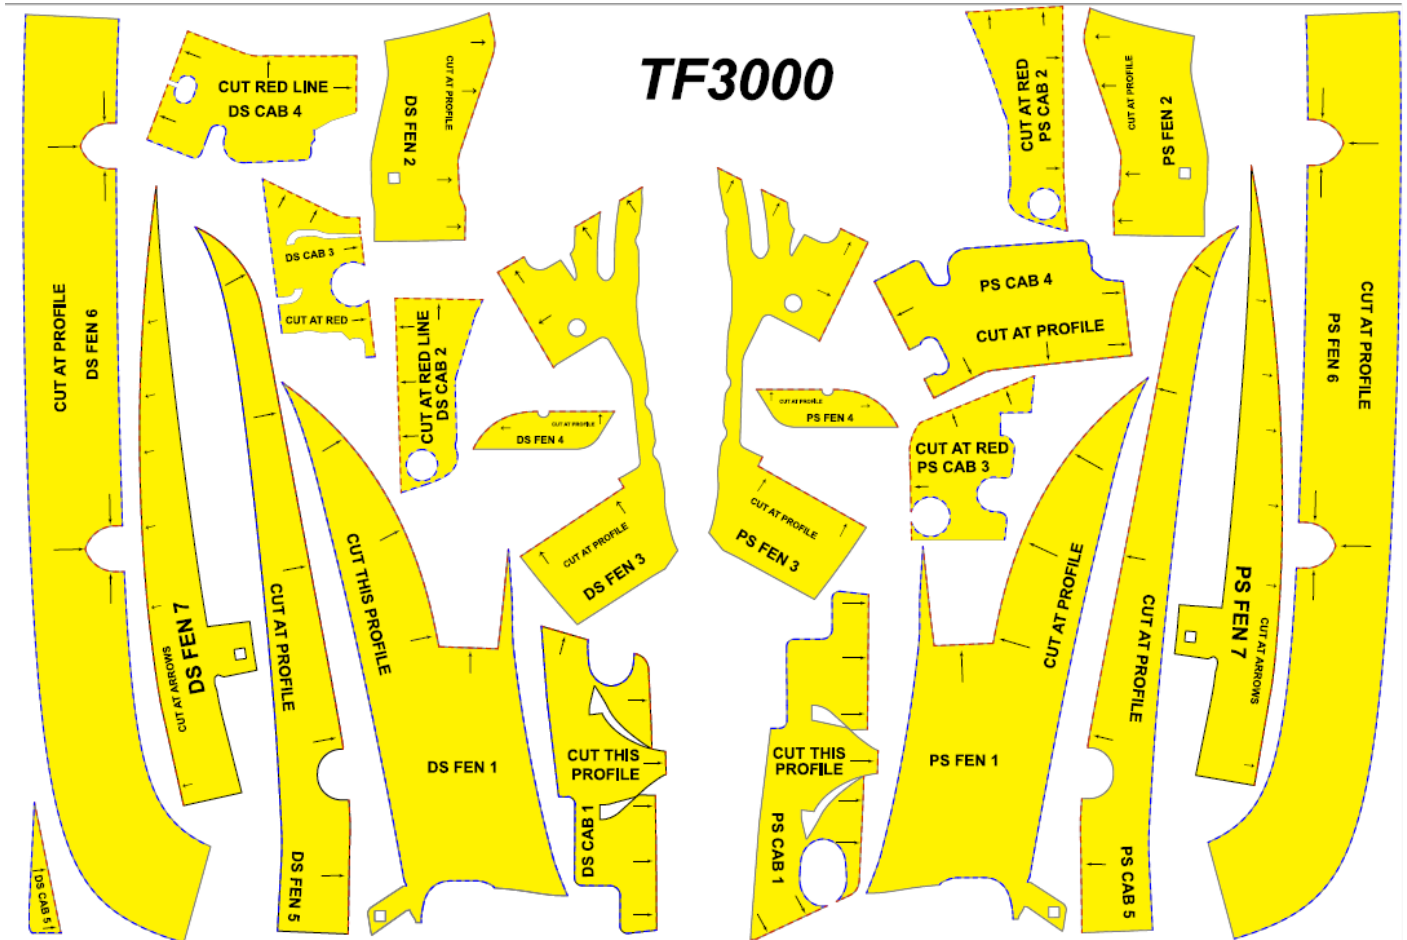 TF3000
CUT RED LINE
DS CAB 4
CUT AT PROFILE
DS FEN 2
CUT AT RED
PS CAB 2
CUT AT PROFILE
PS FEN 2
DS CAB 3
CUT AT RED
CUT AT PROFILE
DS FEN 6
CUT AT RED LINE
DS CAB 2
CUT AT PROFILE
DS FEN 4
CUT AT PROFILE
PS FEN 4
PS CAB 4
CUT AT PROFILE
CUT AT RED
PS CAB 3
CUT AT PROFILE
PS FEN 6
CUT AT PROFILE
DS FEN 3
CUT AT PROFILE
PS FEN 3
CUT AT ARROWS
DS FEN 7
CUT AT PROFILE
DS FEN 5
CUT THIS PROFILE
DS FEN 1
CUT THIS
PROFILE
DS CAB 1
CUT THIS
PROFILE
PS CAB 1
CUT AT PROFILE
PS FEN 1
CUT AT PROFILE
PS CAB 5
PS FEN 7
CUT AT ARROWS
DS CAB 5